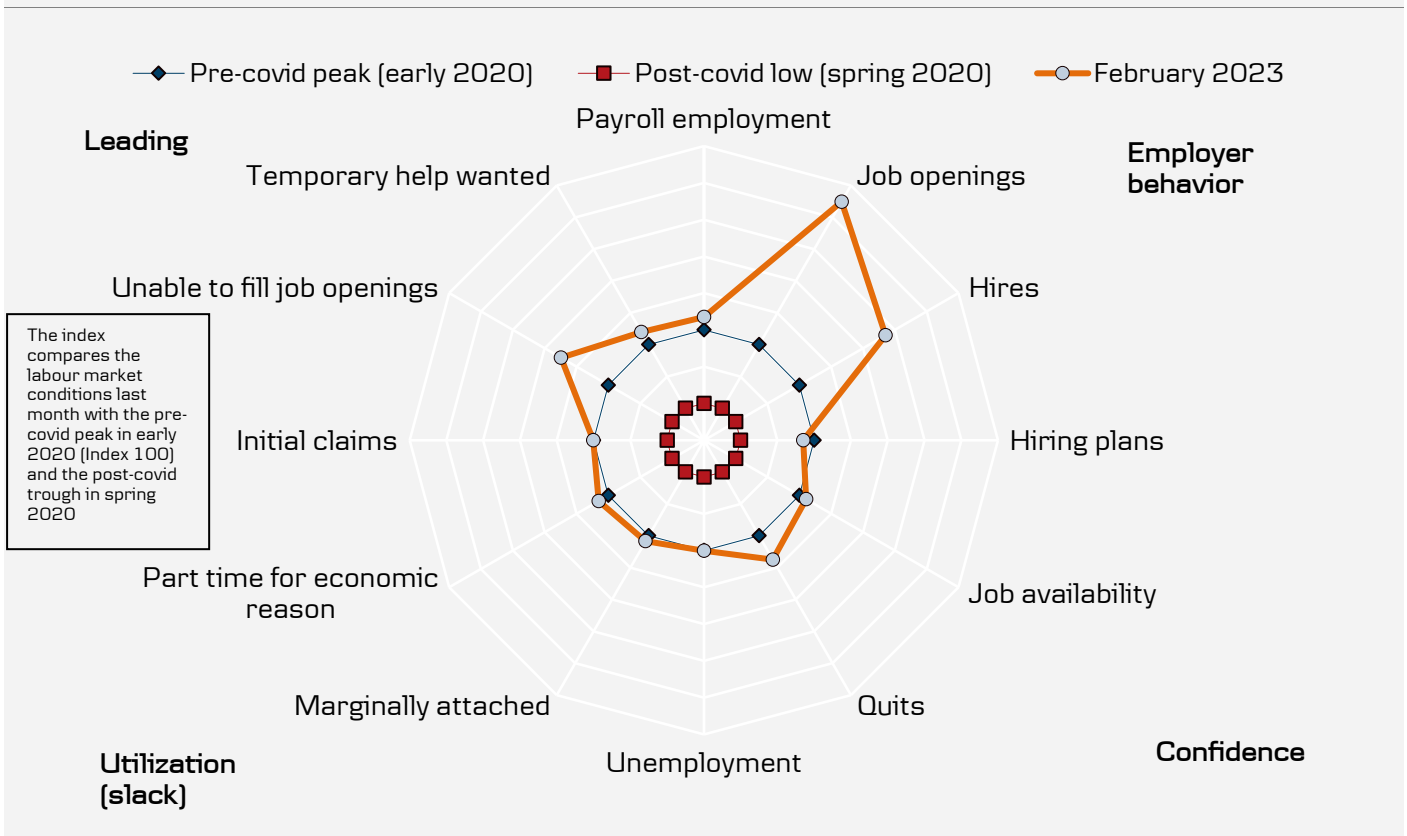 Pre-covid peak (early 2020)
Post-covid low (spring 2020)
February 2023
Leading
Payroll employment
Employer
behavior
Temporary help wanted
Job openings
Unable to fill job openings
Hires
The index
compares the
labour market
conditions last
month with the pre-
covid peak in early
2020 (Index 100)
and the post-covid
trough in spring
2020
Initial claims
Hiring plans
Part time for economic
reason
Job availability
Marginally attached
Quits
Unemployment
Utilization
(slack)
Confidence